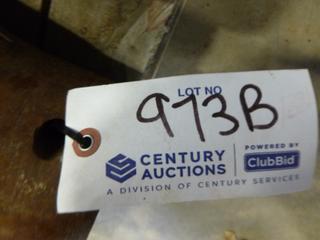 LOT NO
973B
CENTURY AUCTIONS
POWERED BY
ClubBid
A DIVISION OF CENTURY SERVICES